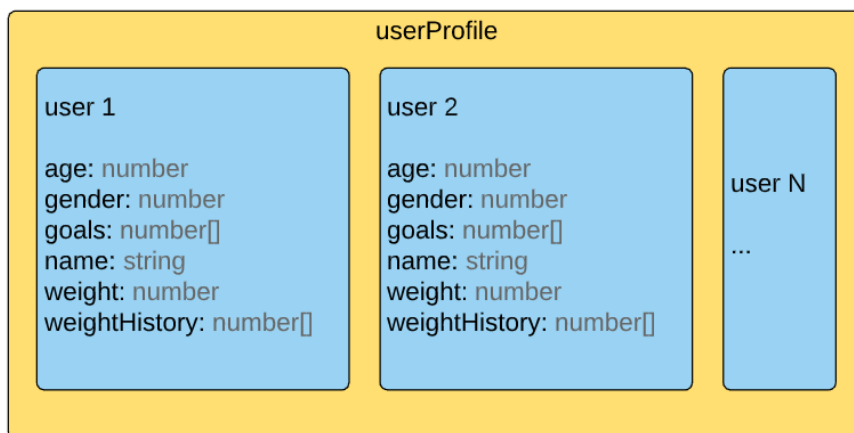 userProfile
user 1
age: number
gender: number
goals: number[]
name: string
weight: number
weightHistory: number[]
user 2
age: number
gender: number
goals: number[]
name: string
weight: number
weightHistory: number[]
user N
...